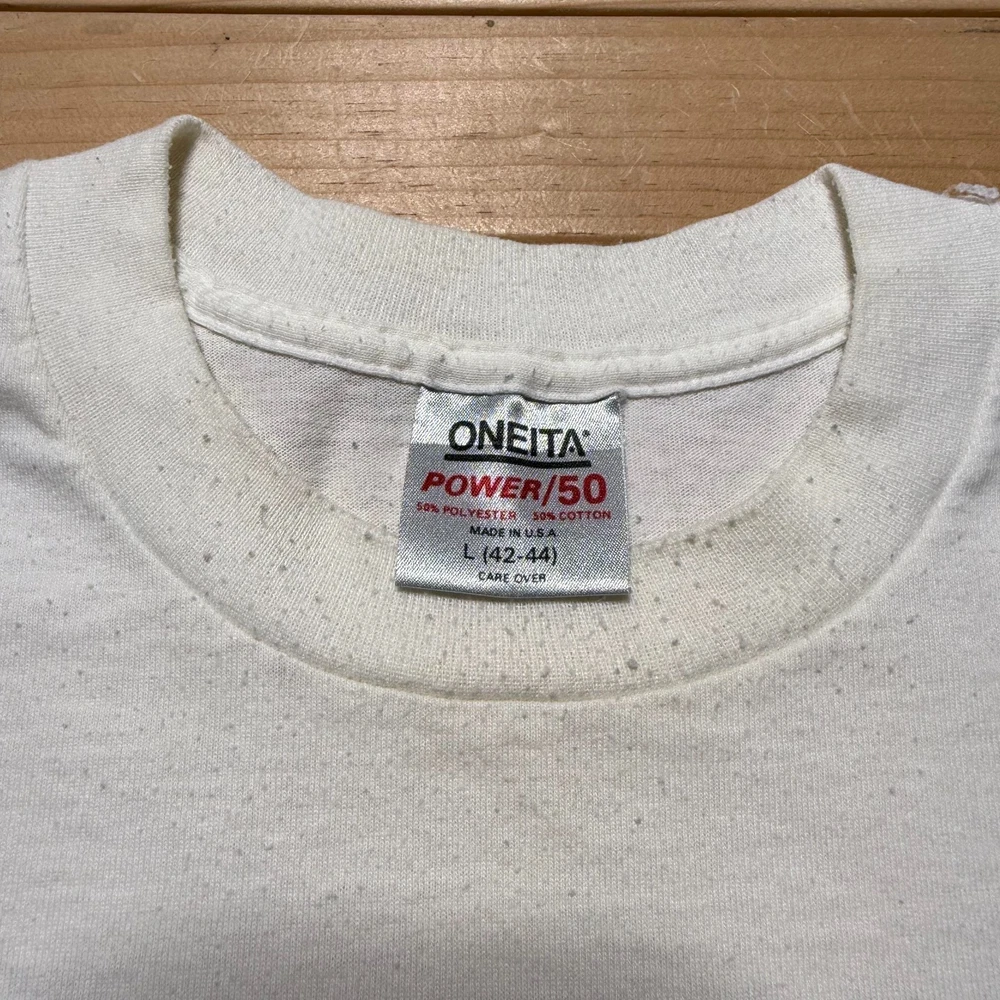 ONEITA
POWER/50
50% POLYESTER 50% COTTON
MADE IN U.S.A
L (42-44)
CARE OVER